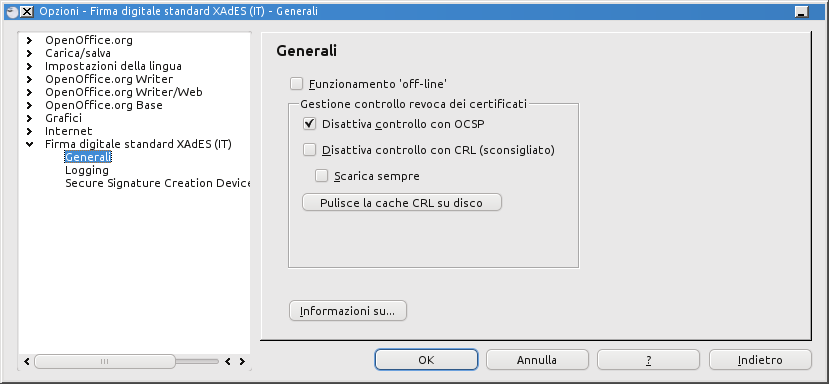 Opzioni - Firma digitale standard XAdES (IT) - Generali
OpenOffice.org
Carica/salva
Impostazioni della lingua
OpenOffice.org Writer
OpenOffice.org Writer/Web
OpenOffice.org Base
Grafici
Internet
Firma digitale standard XAdES (IT)
Generali
Logging
Secure Signature Creation Device
Generali
Funzionamento 'off-line'
Gestione controllo revoca dei certificati
Disattiva controllo con OCSP
Disattiva controllo con CRL (sconsigliato)
Scarica sempre
Pulisce la cache CRL su disco
Informazioni su...
OK
Annulla
?
Indietro